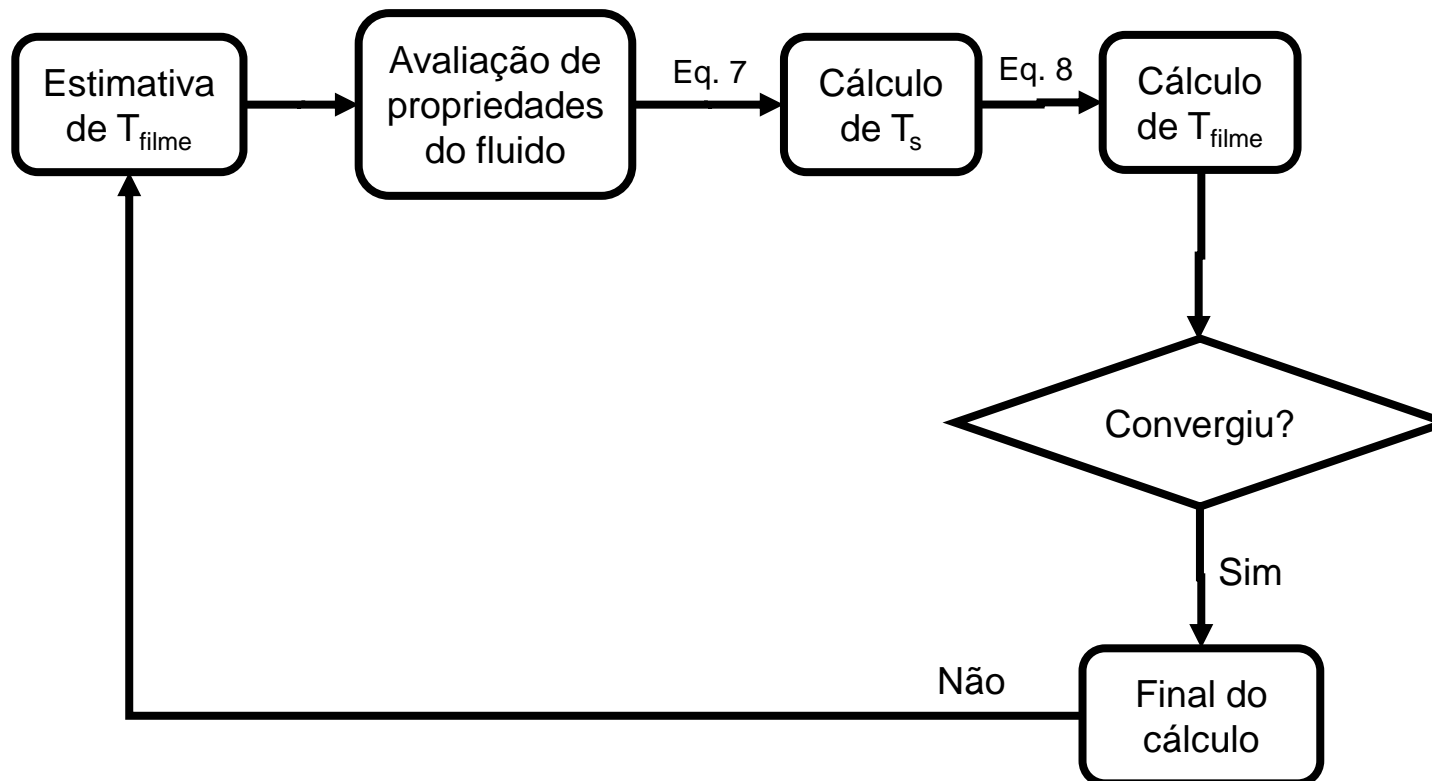 Estimativa
de T_filme
Avaliação de
propriedades
do fluido
Eq. 7
Cálculo
de T_s
Eq. 8
Cálculo
de T_filme
Convergiu?
Sim
Não
Final do
cálculo